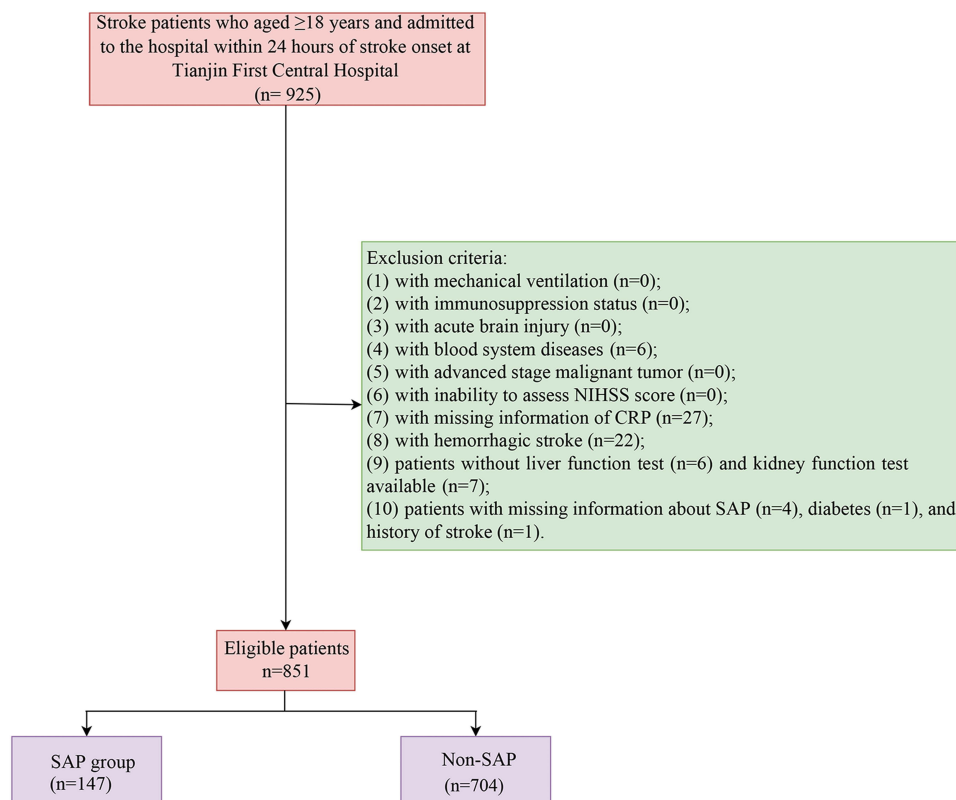 Stroke patients who aged ≥18 years and admitted
to the hospital within 24 hours of stroke onset at
Tianjin First Central Hospital
(n= 925)
Exclusion criteria:
(1) with mechanical ventilation (n=0);
(2) with immunosuppression status (n=0);
(3) with acute brain injury (n=0);
(4) with blood system diseases (n=6);
(5) with advanced stage malignant tumor (n=0);
(6) with inability to assess NIHSS score (n=0);
(7) with missing information of CRP (n=27);
(8) with hemorrhagic stroke (n=22);
(9) patients without liver function test (n=6) and kidney function test
available (n=7);
(10) patients with missing information about SAP (n=4), diabetes (n=1), and
history of stroke (n=1).
Eligible patients
n=851
SAP group
(n=147)
Non-SAP
(n=704)